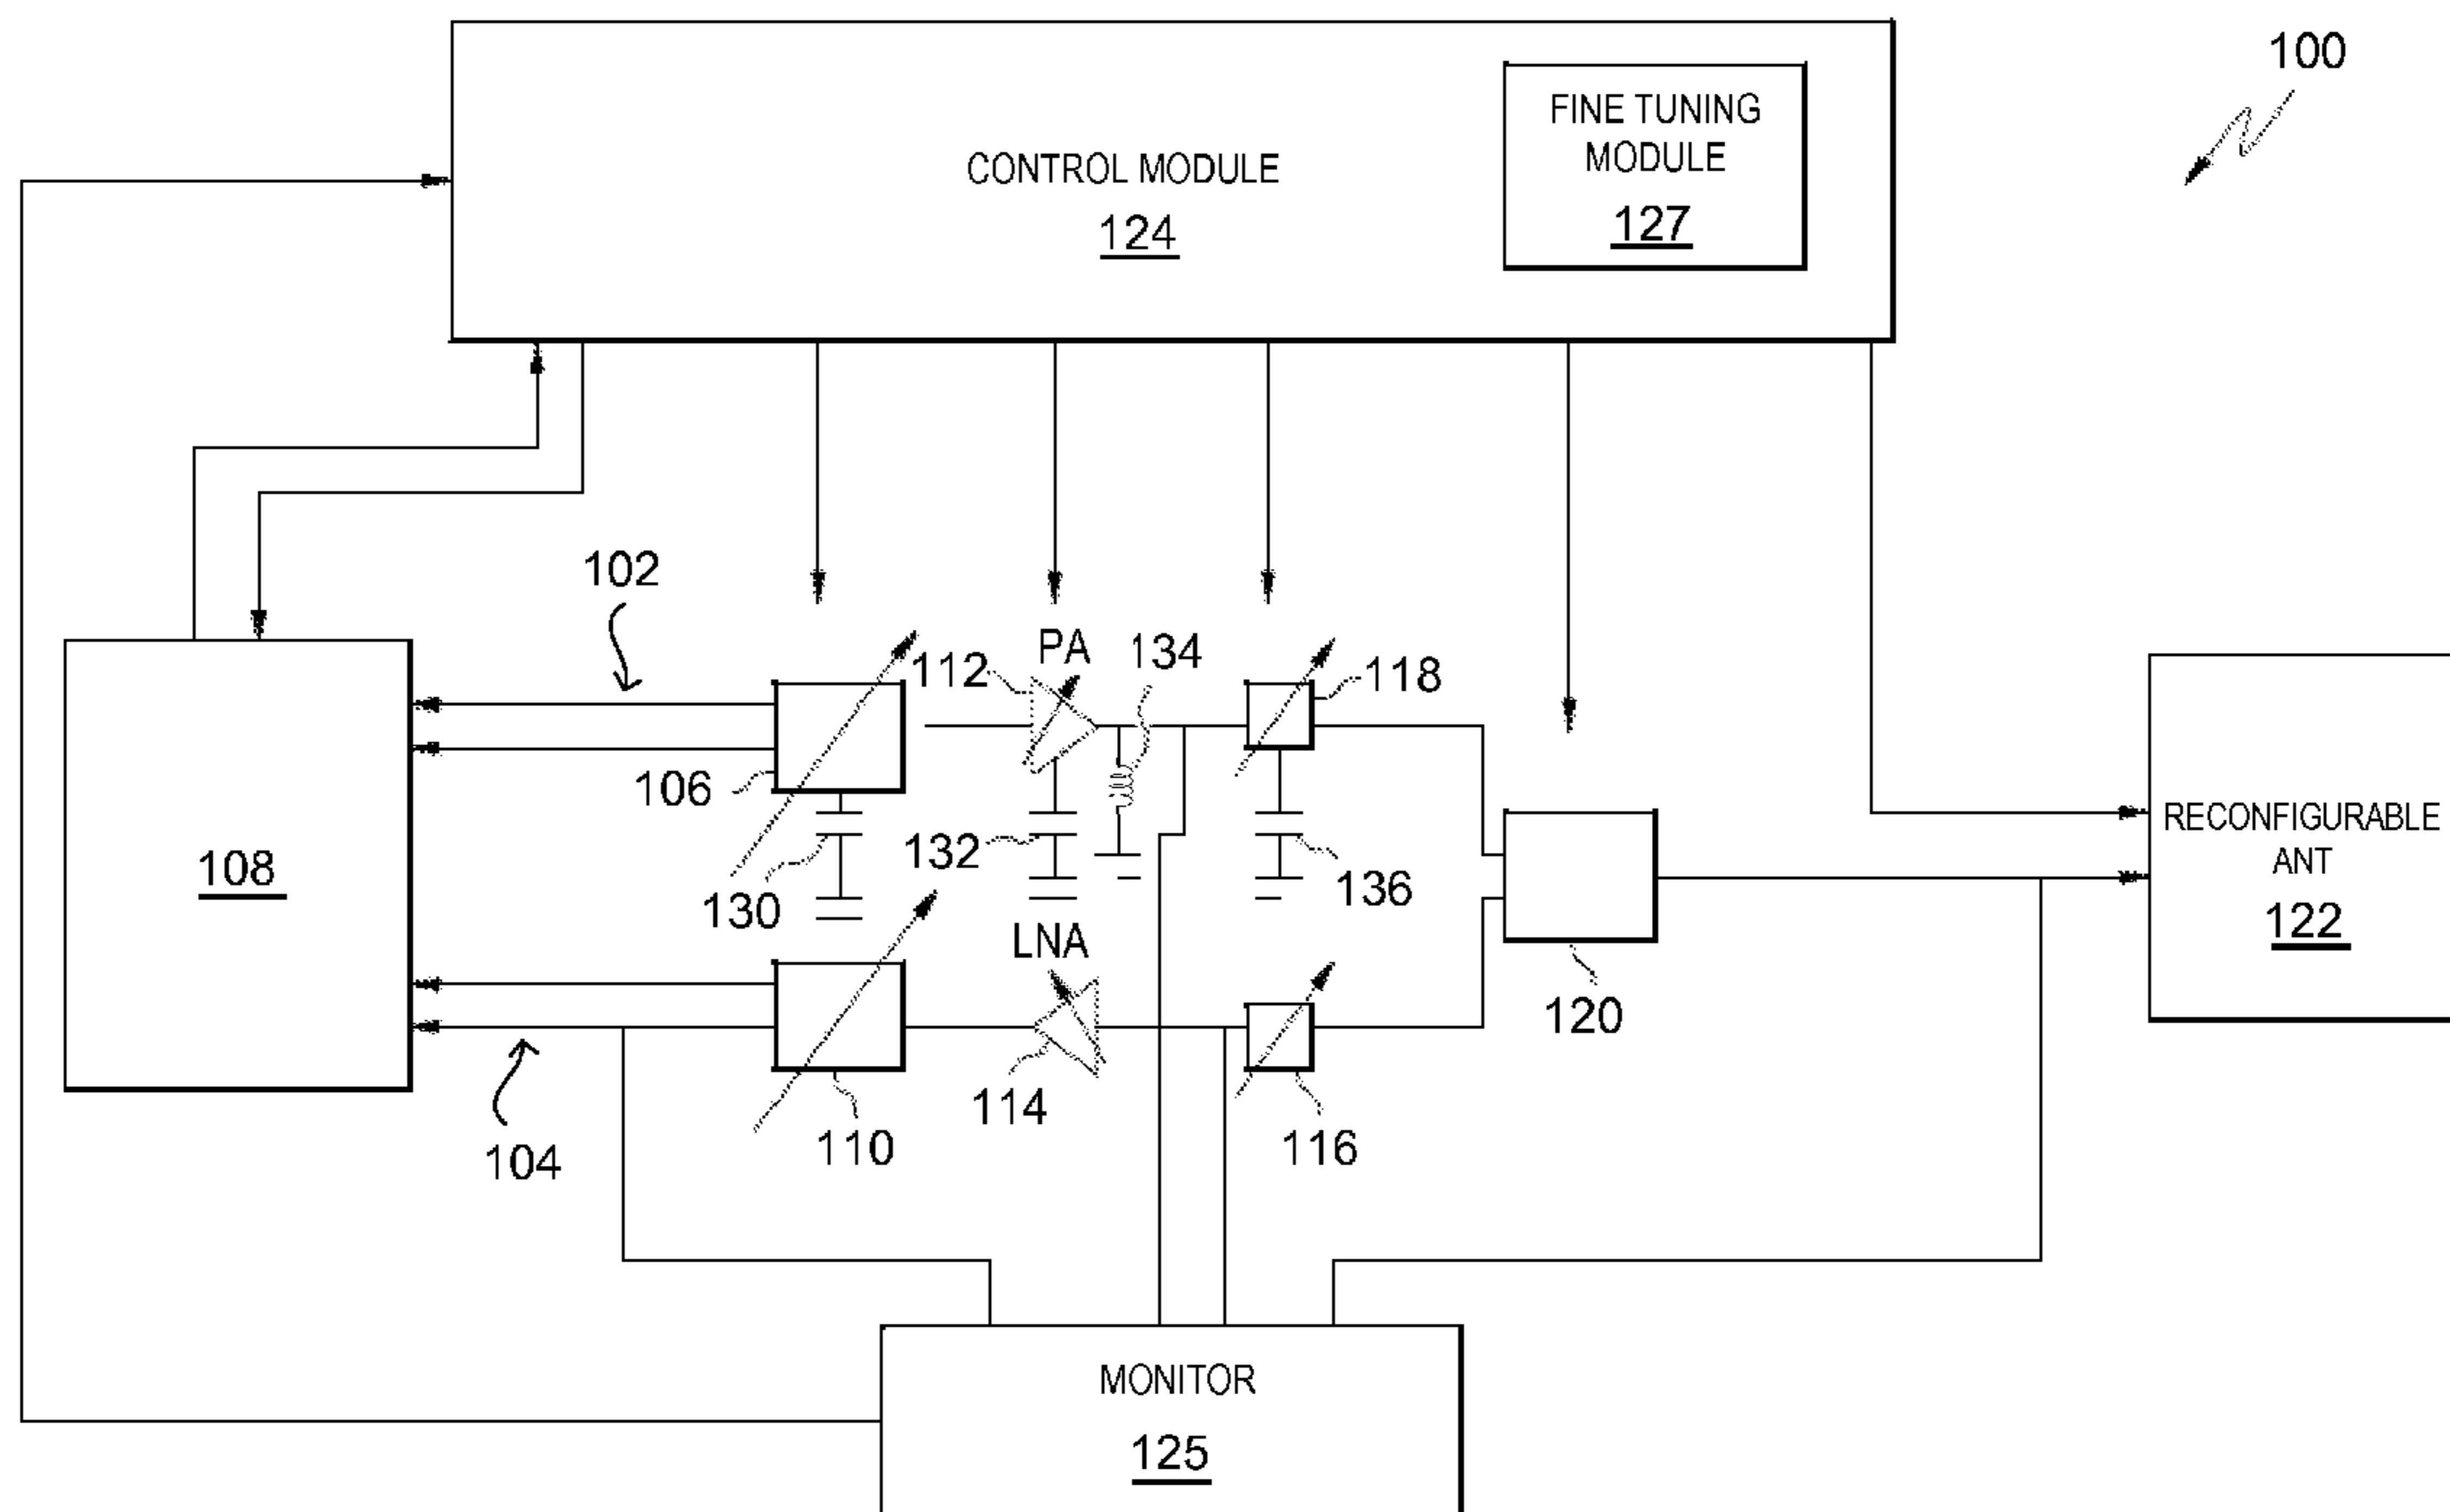 100
FINE TUNING
MODULE
127
CONTROL MODULE
124
102
PA
134
112
118
106
108
130
132
136
RECONFIGURABLE
ANT
122
LNA
120
114
104
110
116
MONITOR
125